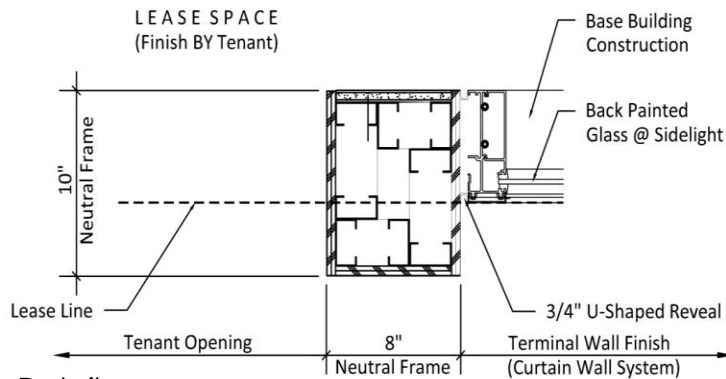 LEASE SPACE
(Finish BY Tenant)
Base Building
Construction
Back Painted
Glass @ Sidelight
10"
Neutral Frame
Lease Line
3/4" U-Shaped Reveal
Tenant Opening
8"
Terminal Wall Finish
Neutral Frame
(Curtain Wall System)